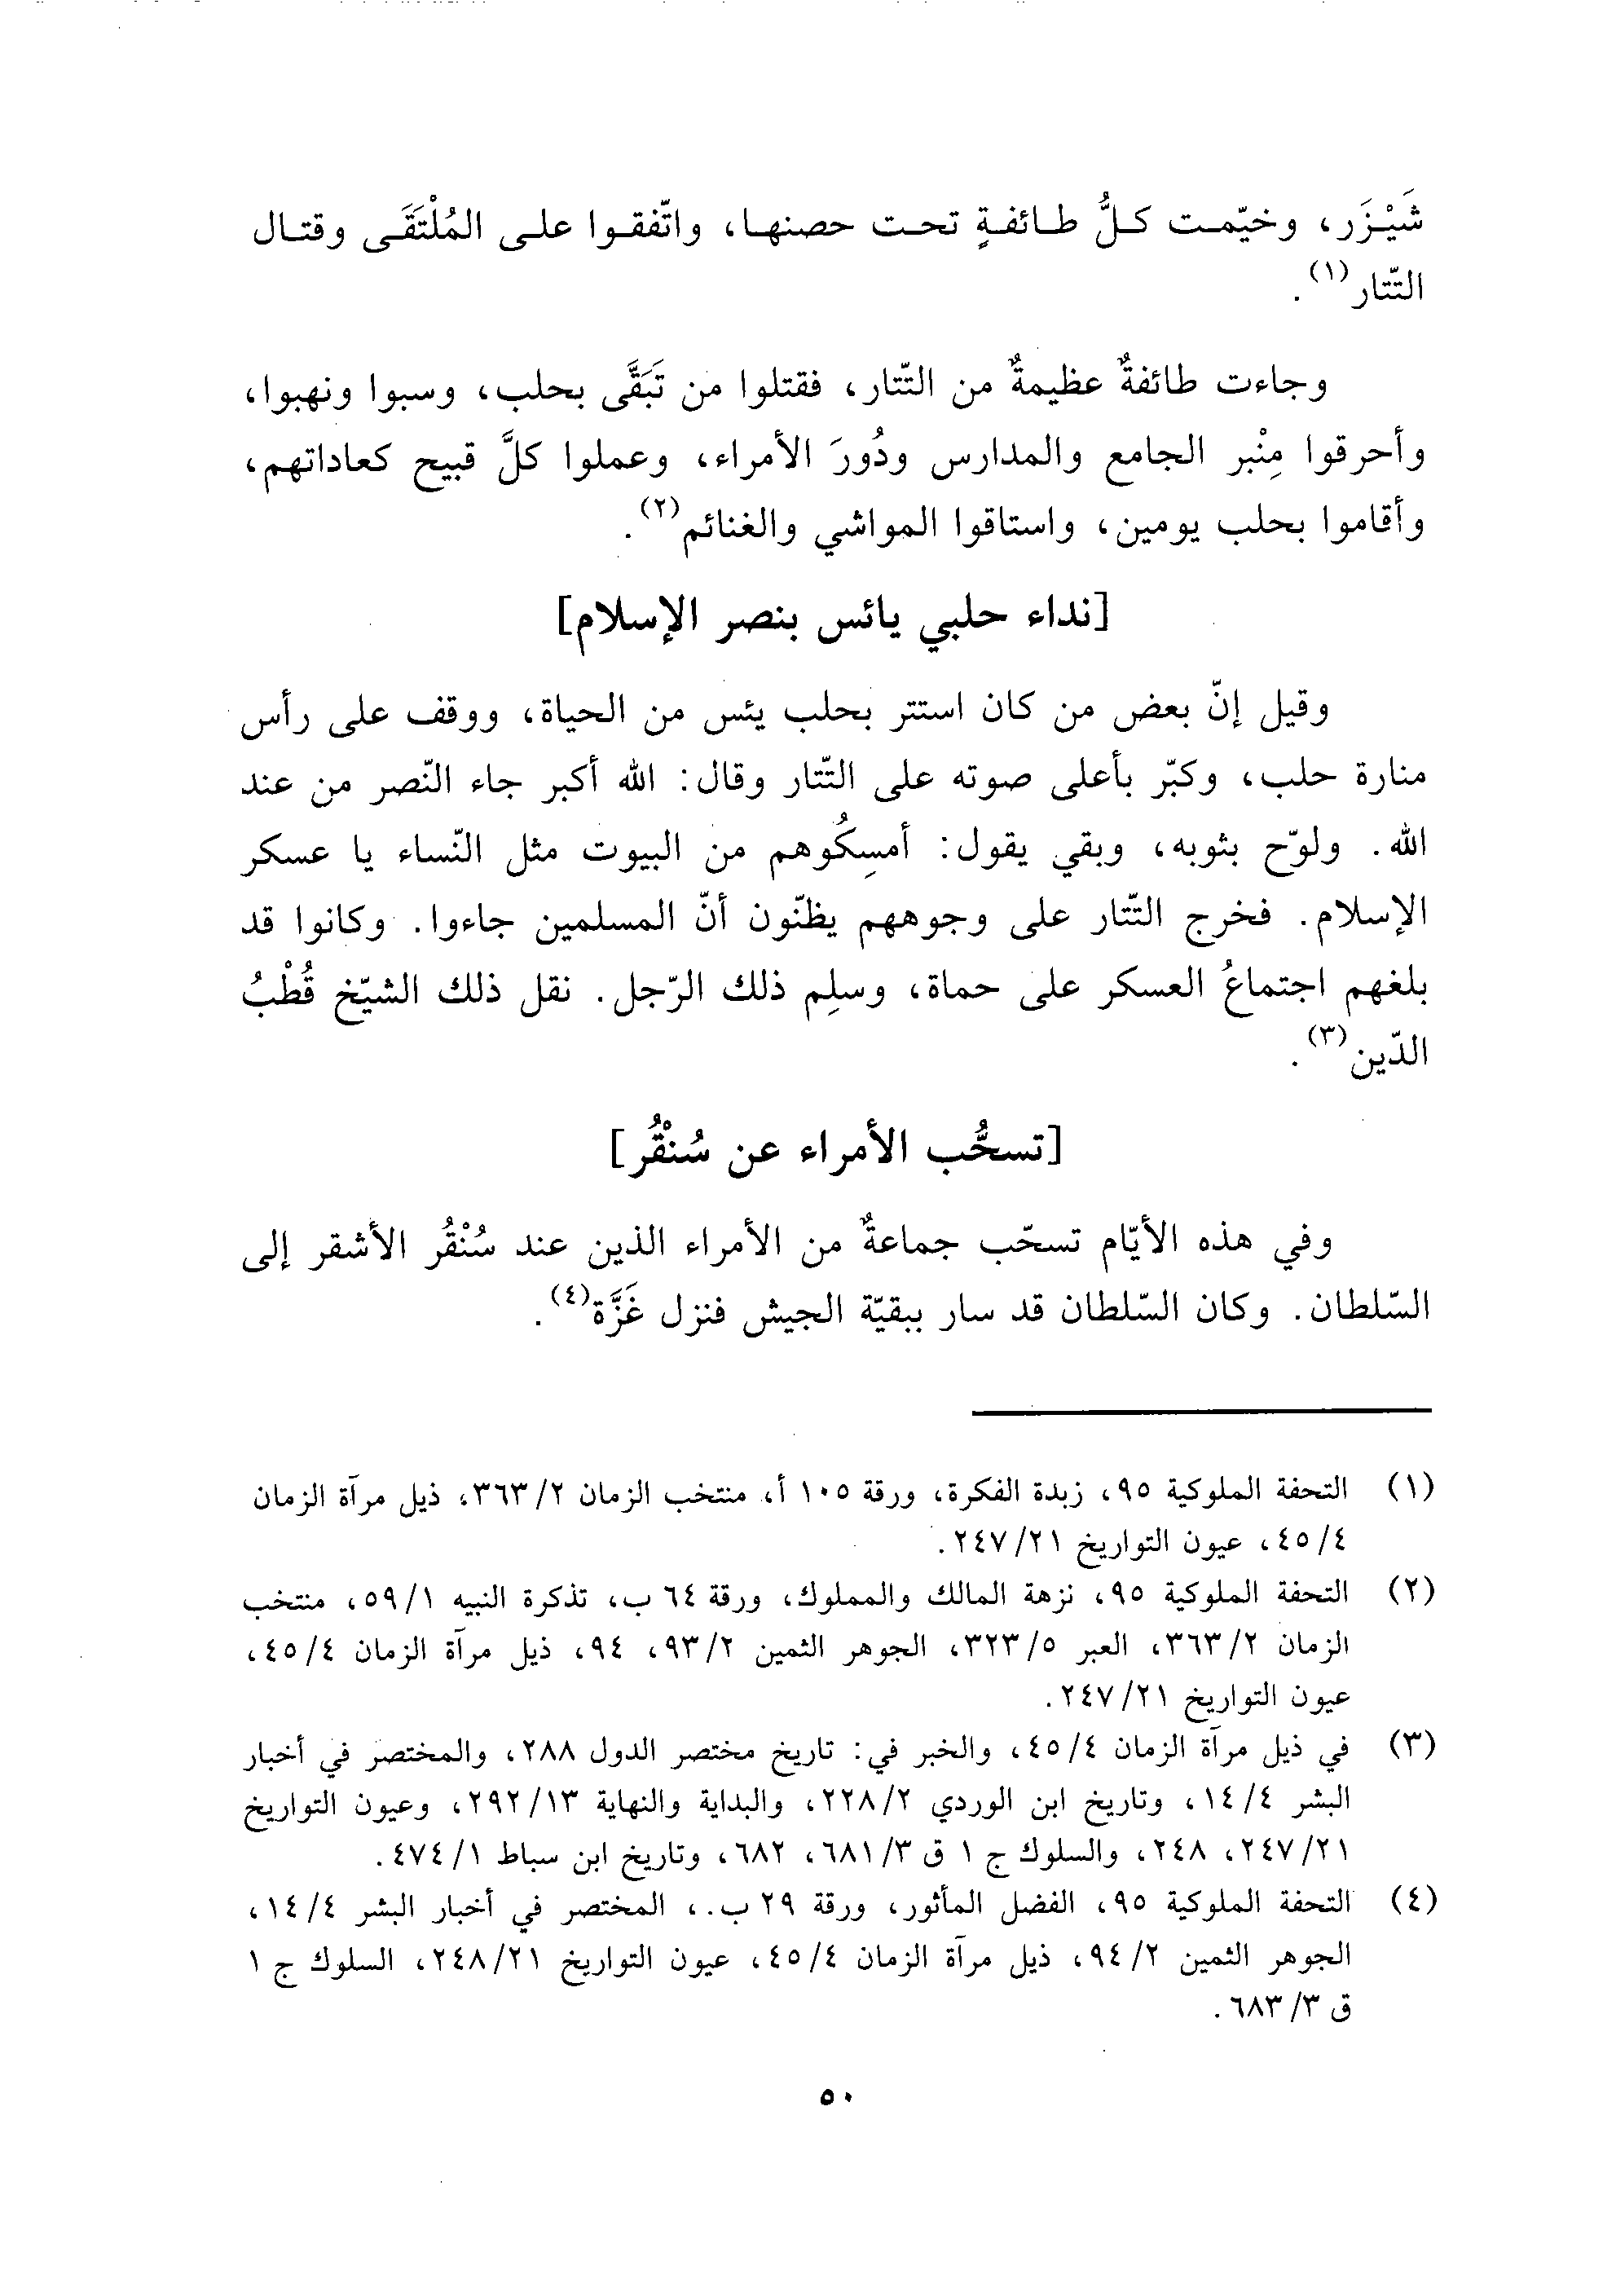 شَيْزَر، وخيّمت كلُّ طائفةٍ تحت حصنها، واتّفقوا على المُلْتَقَى وقتال
التّتار(١).
وجاءت طائفةٌ عظيمةٌ من التّتار، فقتلوا من تَبَقَّى بحلب، وسبوا ونهبوا،
وأحرقوا مِنْبر الجامع والمدارس ودُورَ الأمراء، وعملوا كلَّ قبيح كعاداتهم،
وأقاموا بحلب يومين، واستاقوا المواشي والغنائم(٢).
[نداء حلبي يائس بنصر الإسلام]
وقيل إنّ بعض من كان استتر بحلب يئس من الحياة، ووقف على رأس
منارة حلب، وكبّر بأعلى صوته على التّتار وقال: الله أكبر جاء النّصر من عند
الله. ولوّح بثوبه، وبقي يقول: أمسِكُوهم من البيوت مثل النّساء يا عسكر
الإسلام. فخرج التّتار على وجوههم يظنّون أنّ المسلمين جاءوا. وكانوا قد
بلغهم اجتماعُ العسكر على حماة، وسلِم ذلك الرّجل. نقل ذلك الشيّخ قُطْبُ
الدّين(٣).
[تسحُّب الأمراء عن سُنْقُر]
وفي هذه الأيّام تسحّب جماعةٌ من الأمراء الذين عند سُنْقُر الأشقر إلى
السّلطان. وكان السّلطان قد سار ببقيّة الجيش فنزل غَزَّة(٤).
(١) التحفة الملوكية ٩٥، زبدة الفكرة، ورقة ١٠٥ أ، منتخب الزمان ٣٦٣/٢، ذيل مرآة الزمان
٤٥/٤، عيون التواريخ ٢٤٧/٢١.
(٢) التحفة الملوكية ٩٥، نزهة المالك والمملوك، ورقة ٦٤ ب، تذكرة النبيه ٥٩/١، منتخب
الزمان ٣٦٣/٢، العبر ٣٢٣/٥، الجوهر الثمين ٩٣/٢، ٩٤، ذيل مرآة الزمان ٤٥/٤،
عيون التواريخ ٢٤٧/٢١.
(٣) في ذيل مرآة الزمان ٤٥/٤، والخبر في: تاريخ مختصر الدول ٢٨٨، والمختصر في أخبار
البشر ١٤/٤، وتاريخ ابن الوردي ٢٢٨/٢، والبداية والنهاية ٢٩٢/١٣، وعيون التواريخ
٢٤٧/٢١، ٢٤٨، والسلوك ج ١ ق ٦٨١/٣، ٦٨٢، وتاريخ ابن سباط ٤٧٤/١.
(٤) التحفة الملوكية ٩٥، الفضل المأثور، ورقة ٢٩ ب.، المختصر في أخبار البشر ١٤/٤،
الجوهر الثمين ٩٤/٢، ذيل مرآة الزمان ٤٥/٤، عيون التواريخ ٢٤٨/٢١، السلوك ج ١
ق ٦٨٣/٣.
٥٠